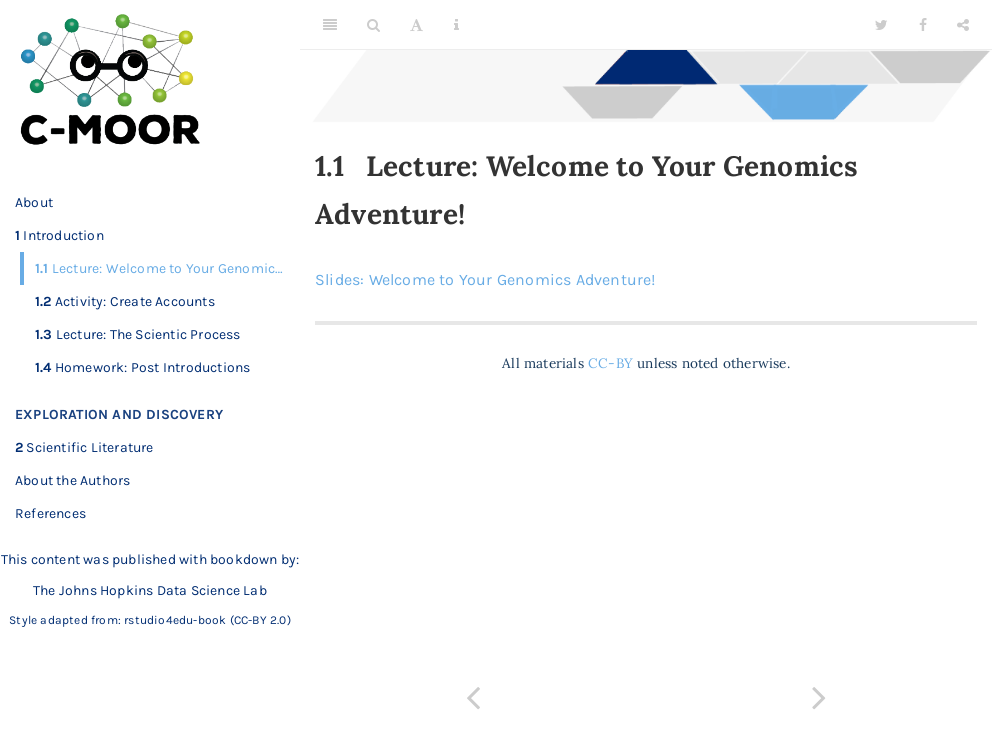 C-MOOR
About
1 Introduction
1.1 Lecture: Welcome to Your Genomic...
1.2 Activity: Create Accounts
1.3 Lecture: The Scientic Process
1.4 Homework: Post Introductions
EXPLORATION AND DISCOVERY
2 Scientific Literature
About the Authors
References
This content was published with bookdown by:
The Johns Hopkins Data Science Lab
Style adapted from: rstudio4edu-book (CC-BY 2.0)
1.1 Lecture: Welcome to Your Genomics
Adventure!
Slides: Welcome to Your Genomics Adventure!
All materials CC-BY unless noted otherwise.